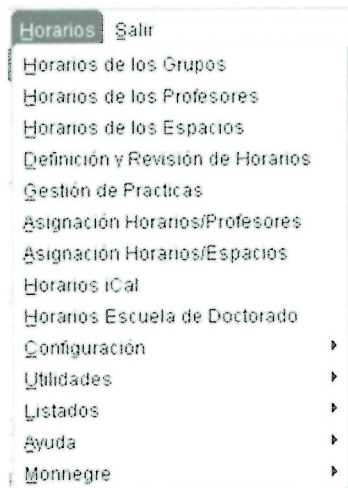 Horarios Salir
Horarios de los Grupos
Horarios de los Profesores
Horarios de los Espacios
Definición y Revisión de Horarios
Gestión de Practicas
Asignación Horarios/Profesores
Asignación Horarios/Espacios
Horarios iCal
Horarios Escuela de Doctorado
Configuración
Utilidades
Listados
Ayuda
Monnegre